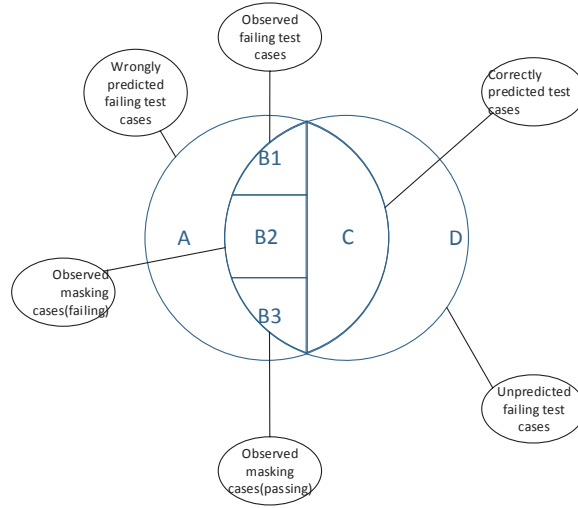 Observed
failing test
cases
Wrongly
predicted
failing test
cases
Correctly
predicted test
cases
B1
A
B2
C
D
B3
Observed
masking
cases(failing)
Unpredicted
failing test
cases
Observed
masking
cases(passing)